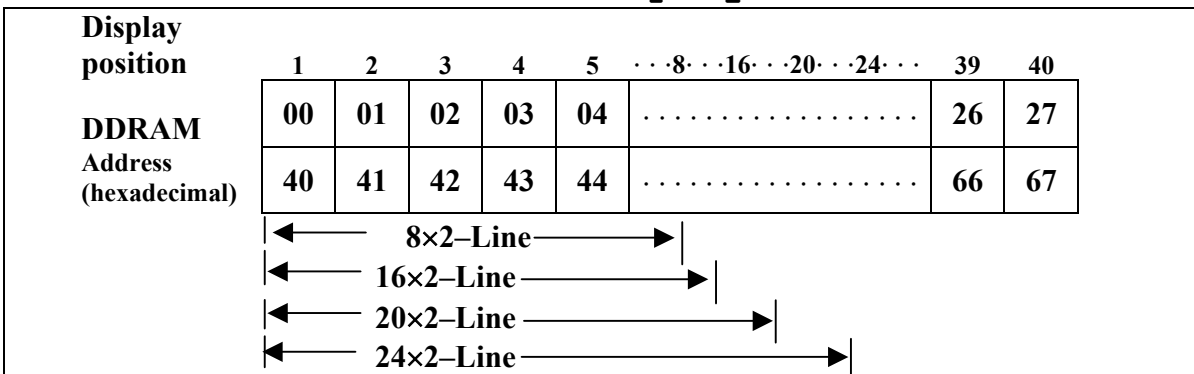 Display
position 1 2 3 4 5 · · ·8· · ·16· · ·20· · ·24· · · 39 40
DDRAM 00 01 02 03 04 . . . . . . . . . . . . . . . . . . 26 27
Address
(hexadecimal) 40 41 42 43 44 . . . . . . . . . . . . . . . . . . . 66 67
8×2–Line
16×2–Line
20×2–Line
24×2–Line